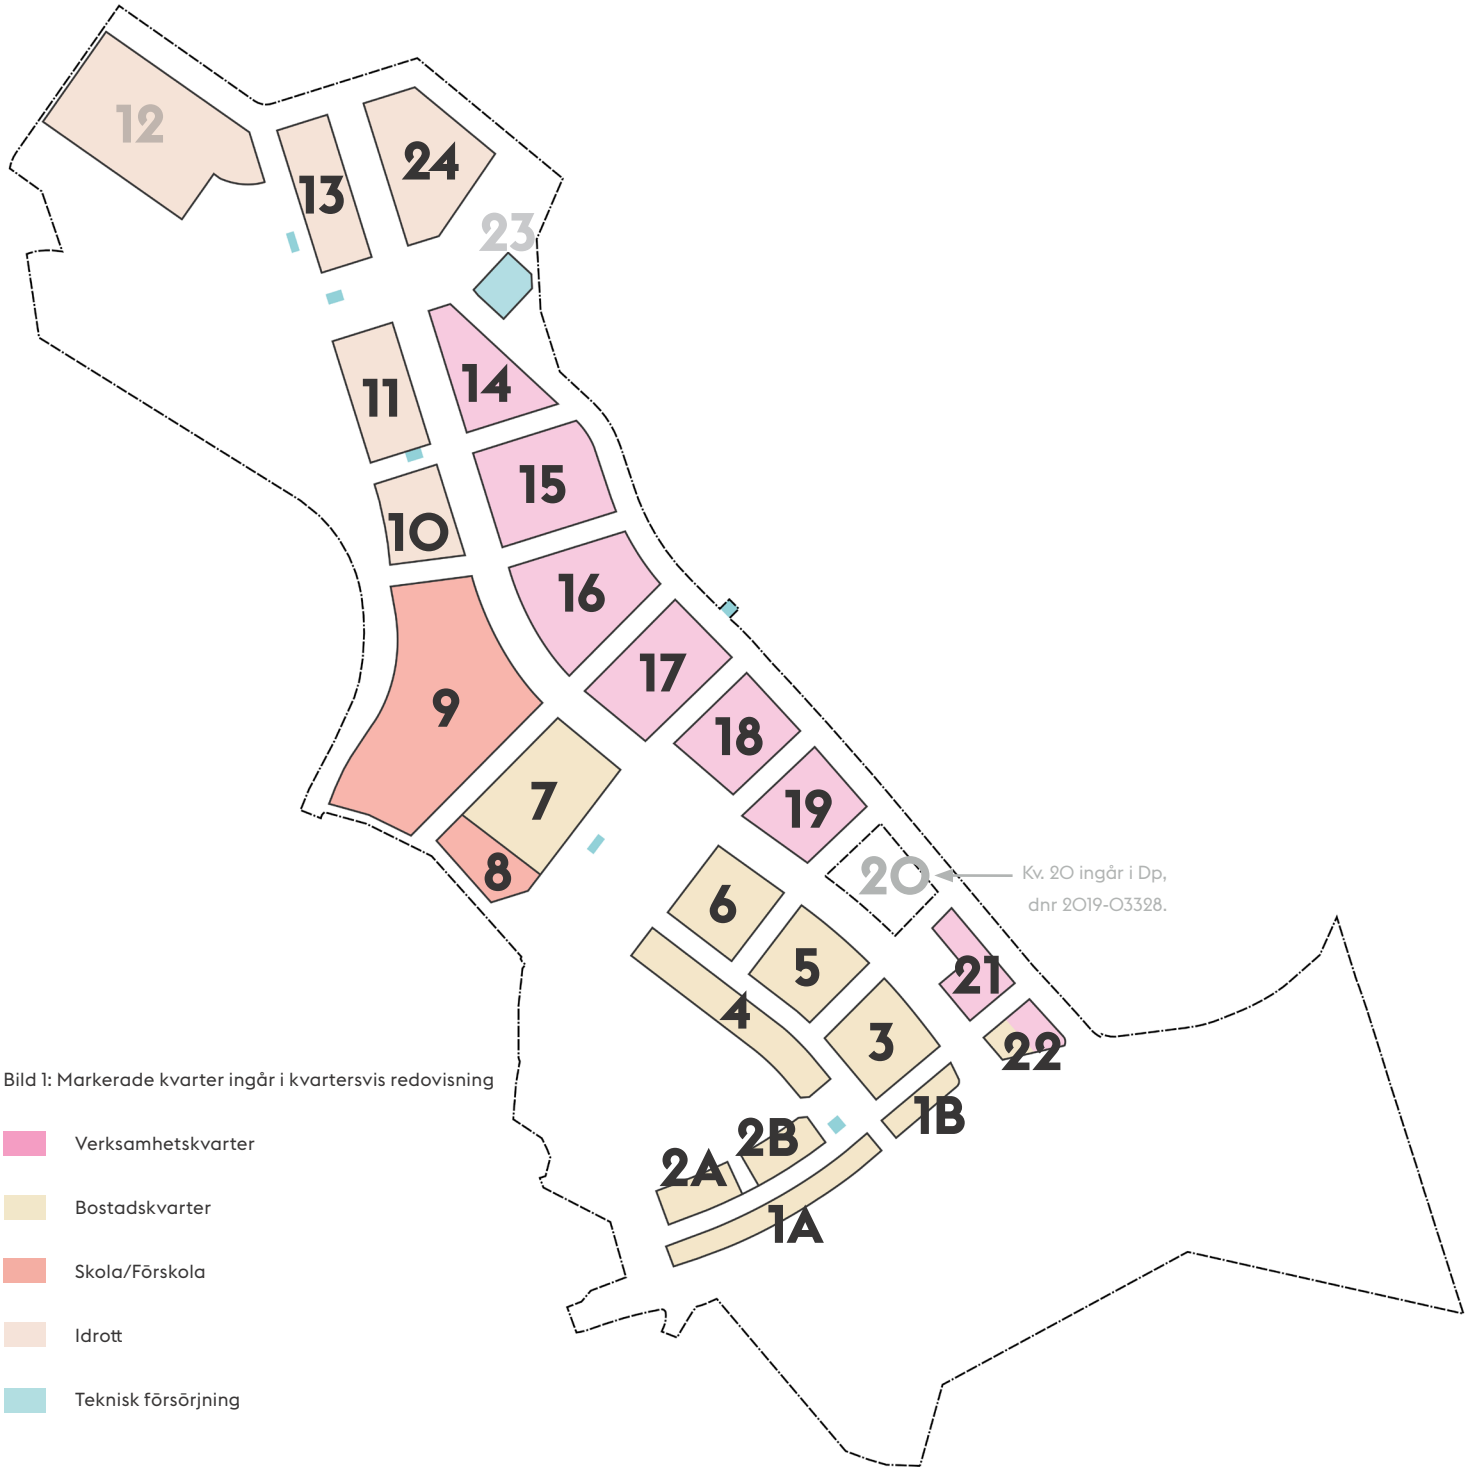 12
24
13
23
14
11
15
10
16
17
9
18
7
19
8
20
Kv. 20 ingår i Dp,
dnr 2019-03328.
6
5
21
4
3
22
1B
2B
2A
1A
Bild 1: Markerade kvarter ingår i kvartersvis redovisning
Verksamhetskvarter
Bostadskvarter
Skola/Förskola
Idrott
Teknisk försörjning